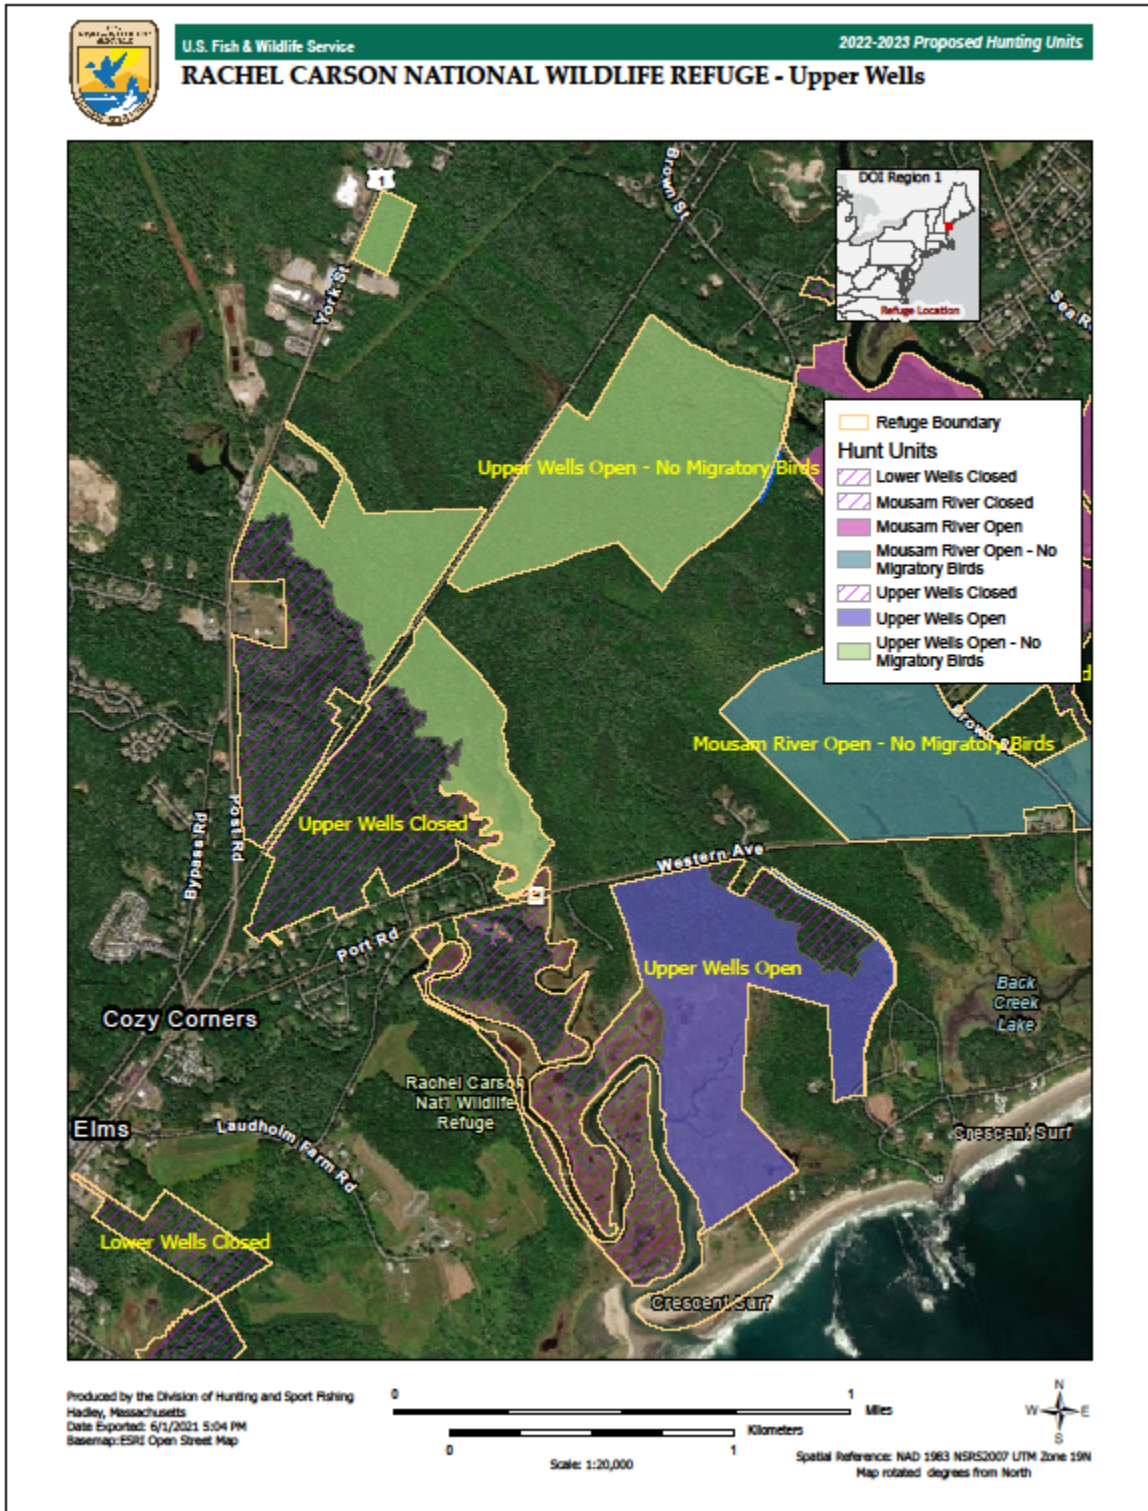 U.S. Fish & Wildlife Service
2022-2023 Proposed Hunting Units
RACHEL CARSON NATIONAL WILDLIFE REFUGE - Upper Wells
1
Brown St
DOI Region 1
Refuge Location
York St
Refuge Boundary
Hunt Units
Lower Wells Closed
Mousam River Closed
Mousam River Open
Mousam River Open - No
Migratory Birds
Upper Wells Closed
Upper Wells Open
Upper Wells Open - No
Migratory Birds
Upper Wells Open - No Migratory Birds
Mousam River Open - No Migratory Birds
Bypass Rd
Post Rd
Upper Wells Closed
Western Ave
Port Rd
Upper Wells Open
Back
Creek
Lake
Cozy Corners
Rachel Carson
Nat'l Wildlife
Refuge
Elms
Laudholm Farm Rd
Crescent Surf
Lower Wells Closed
Crescent Surf
Produced by the Division of Hunting and Sport Fishing
Hadley, Massachusetts
Date Exported: 6/1/2021 5:04 PM
Basemap:ESRI Open Street Map
0 1
Miles
Kilometers
0 1
Scale: 1:20,000
N
W E
S
Spatial Reference: NAD 1983 NSRS2007 UTM Zone 19N
Map rotated degrees from North